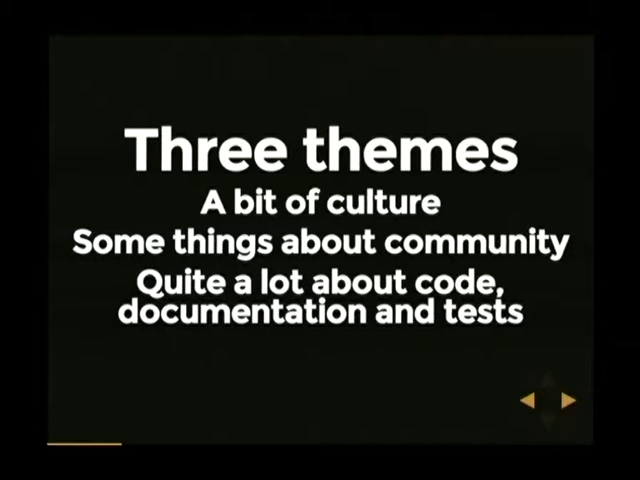 Three themes
A bit of culture
Some things about community
Quite a lot about code,
documentation and tests